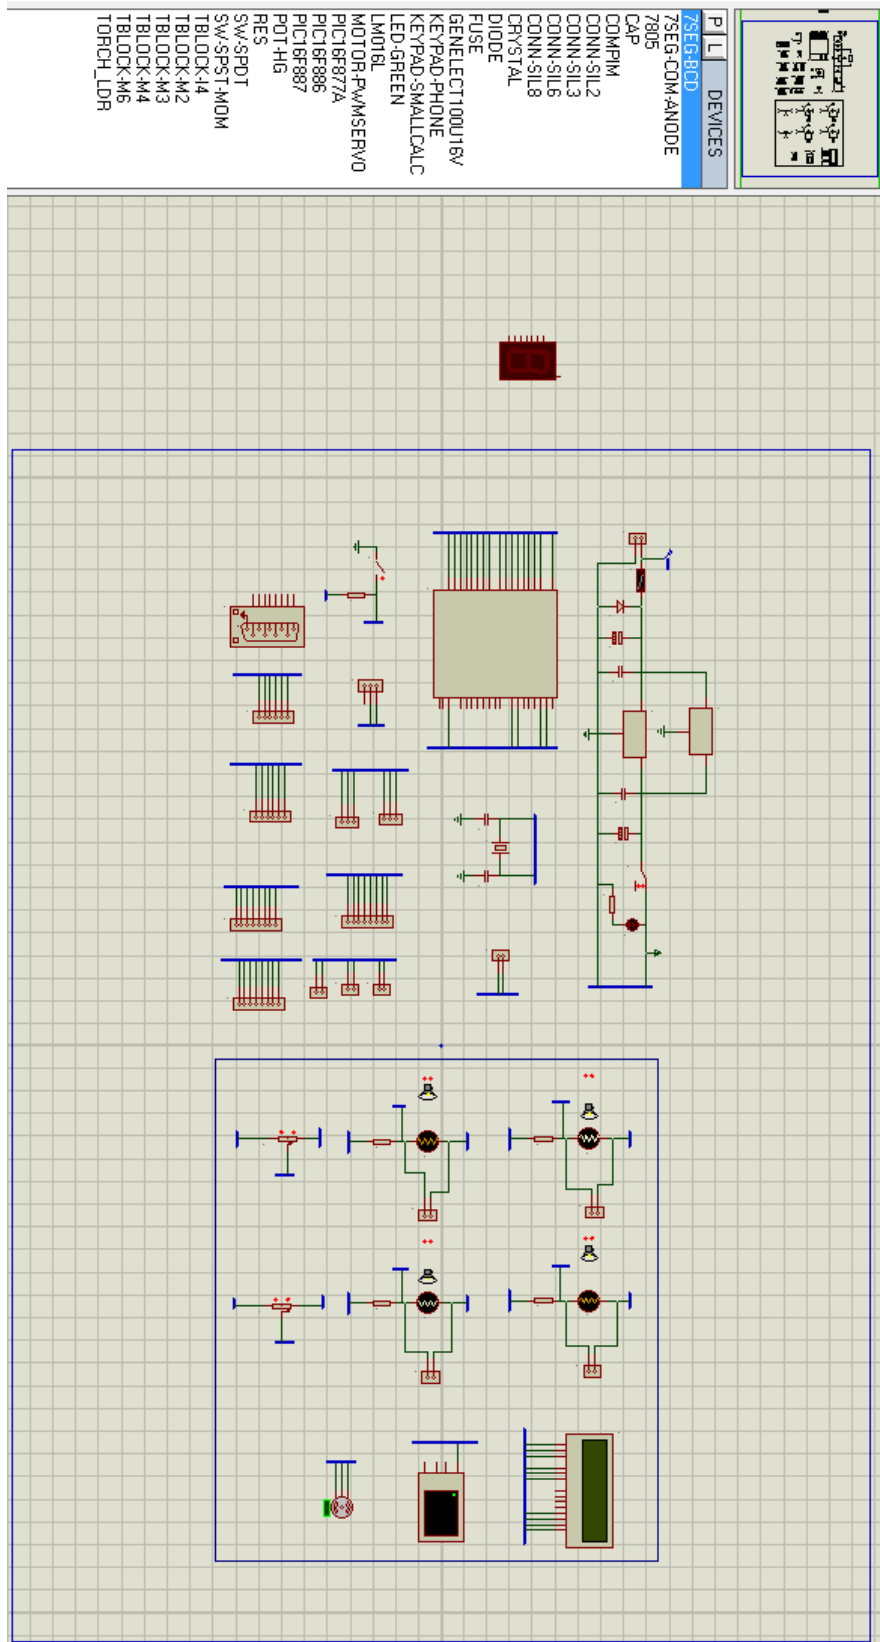 P L DEVICES
7SEG-BCD
7SEG-COM-ANODE
7805
CAP
COMPIM
CONN-SIL2
CONN-SIL3
CONN-SIL6
CONN-SIL8
CRYSTAL
DIODE
FUSE
GENELECT100U16V
KEYPAD-PHONE
KEYPAD-SMALLCALC
LED-GREEN
LM016L
MOTOR-PWMSERVO
PIC16F877A
PIC16F886
PIC16F887
POT-HG
RES
SW-SPDT
SW-SPST-MOM
TBLOCK-I4
TBLOCK-M2
TBLOCK-M3
TBLOCK-M4
TBLOCK-M6
TORCH_LDR